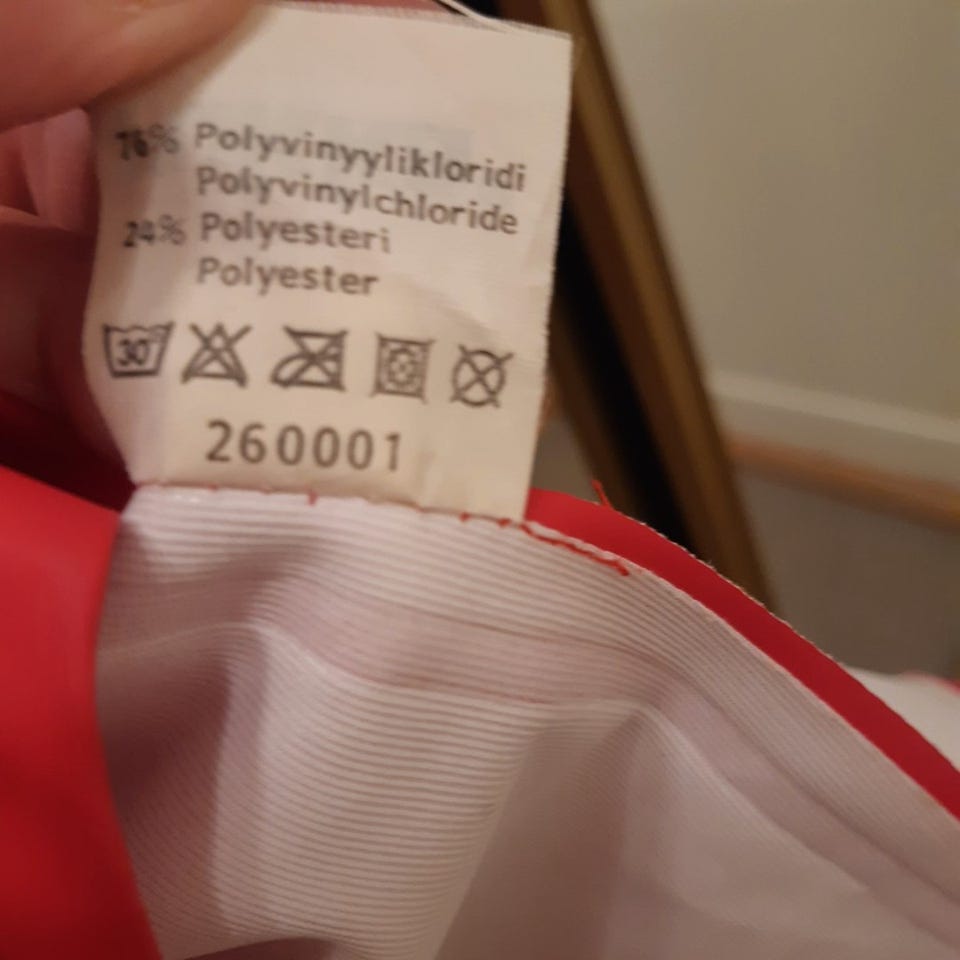 76% Polyvinyylikloridi
Polyvinylchloride
24% Polyesteri
Polyester
30°
260001